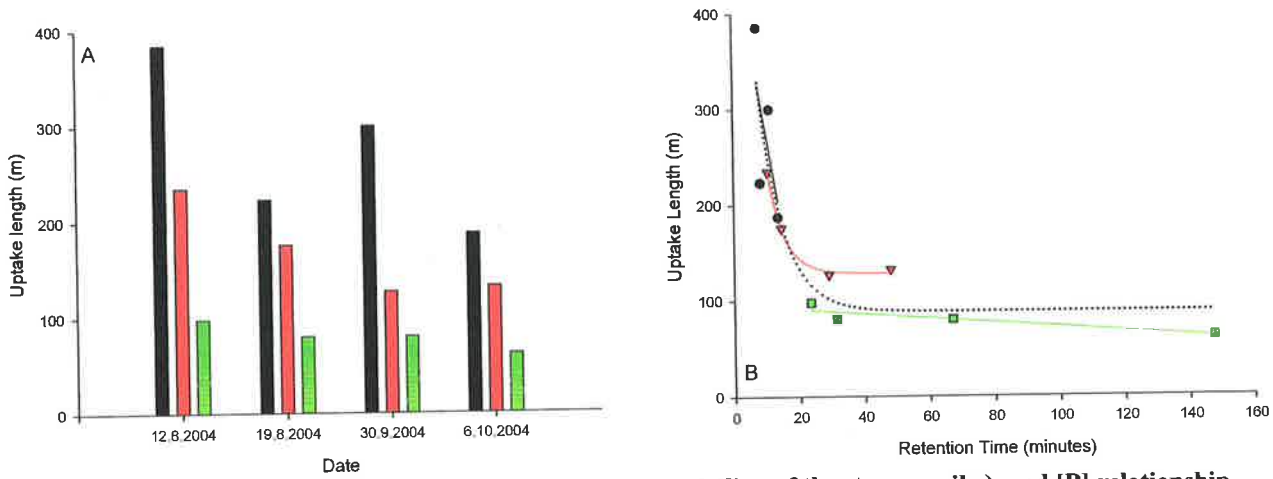 A
400
300
200
100
0
Uptake length (m)
12.8.2004 19.8.2004 30.9.2004 6.10.2004
Date
400
300
200
100
0
Uptake Length (m)
B
0 20 40 60 80 100 120 140 160
Retention Time (minutes)
[P] relationship